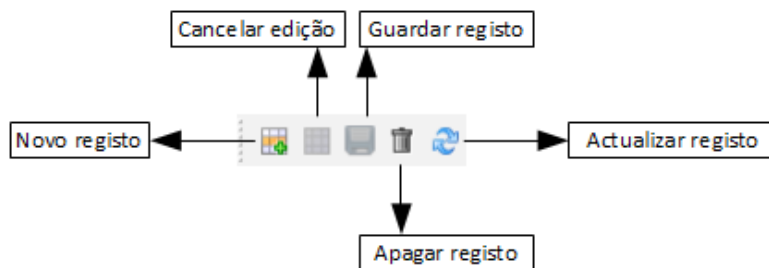 Cancelar edição
Guardar registo
Novo registo
Actualizar registo
Apagar registo